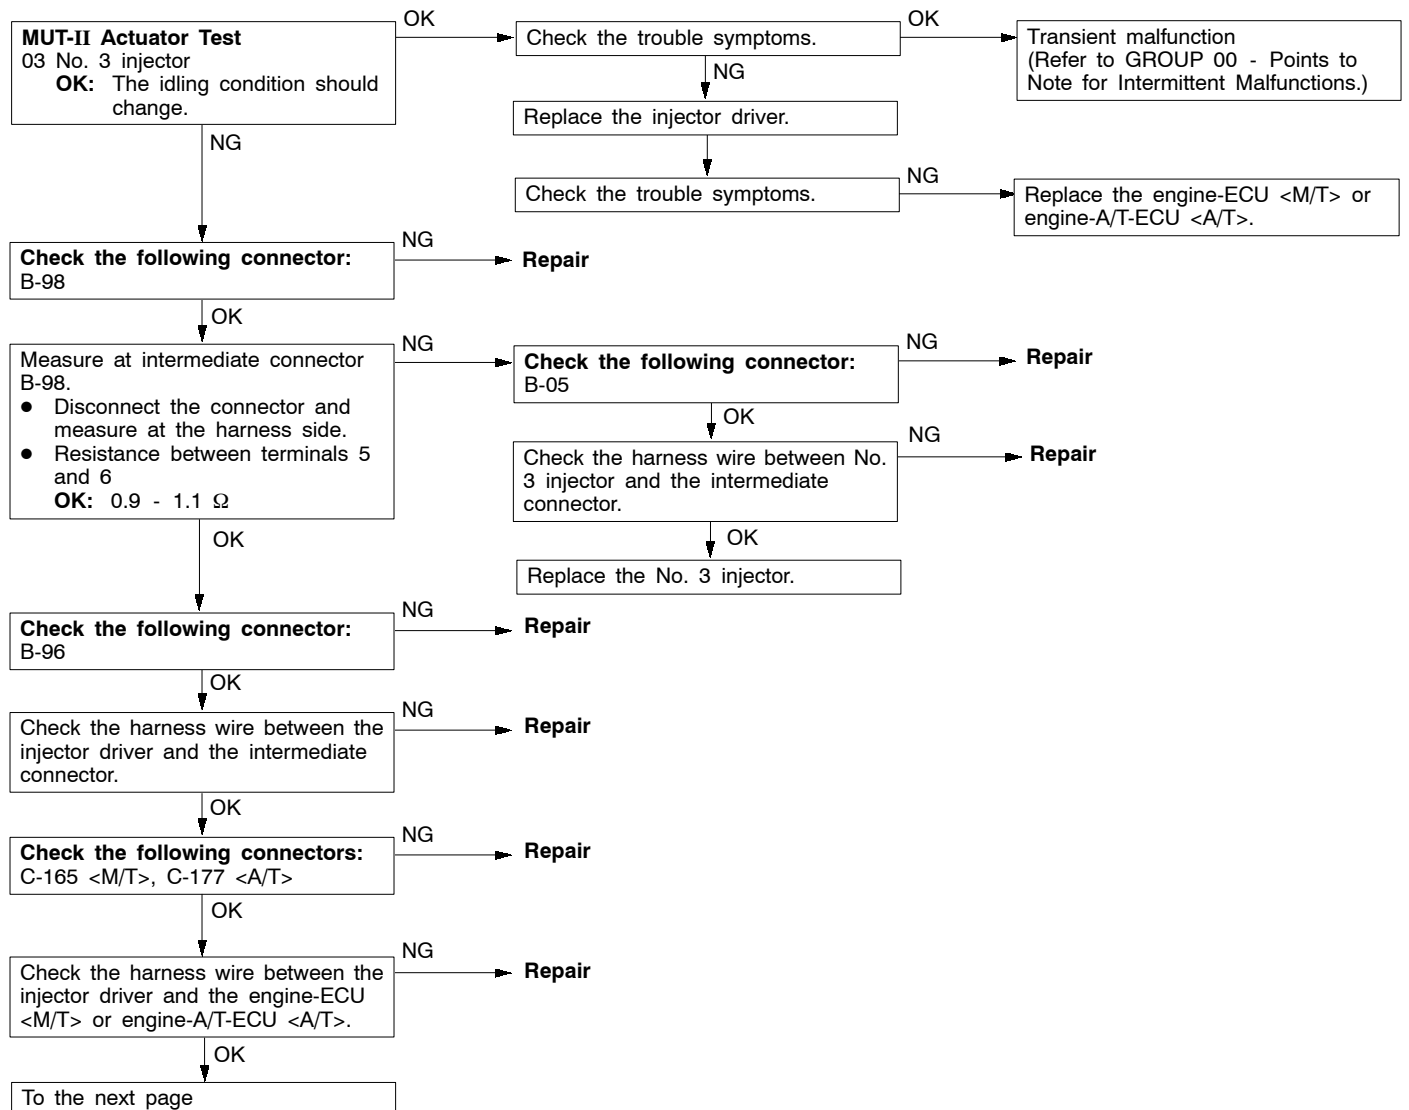 MUT-II Actuator Test
03 No. 3 injector
OK: The idling condition should
change.
OK
Check the trouble symptoms.
OK
Transient malfunction
(Refer to GROUP 00 - Points to
Note for Intermittent Malfunctions.)
NG
Replace the injector driver.
Check the trouble symptoms.
NG
Replace the engine-ECU <M/T> or
engine-A/T-ECU <A/T>.
NG
Check the following connector:
B-98
NG
Repair
OK
Measure at intermediate connector
B-98.
● Disconnect the connector and
measure at the harness side.
● Resistance between terminals 5
and 6
OK: 0.9 - 1.1 Ω
NG
Check the following connector:
B-05
NG
Repair
OK
Check the harness wire between No.
3 injector and the intermediate
connector.
NG
Repair
OK
Replace the No. 3 injector.
OK
Check the following connector:
B-96
NG
Repair
OK
Check the harness wire between the
injector driver and the intermediate
connector.
NG
Repair
OK
Check the following connectors:
C-165 <M/T>, C-177 <A/T>
NG
Repair
OK
Check the harness wire between the
injector driver and the engine-ECU
<M/T> or engine-A/T-ECU <A/T>.
NG
Repair
OK
To the next page